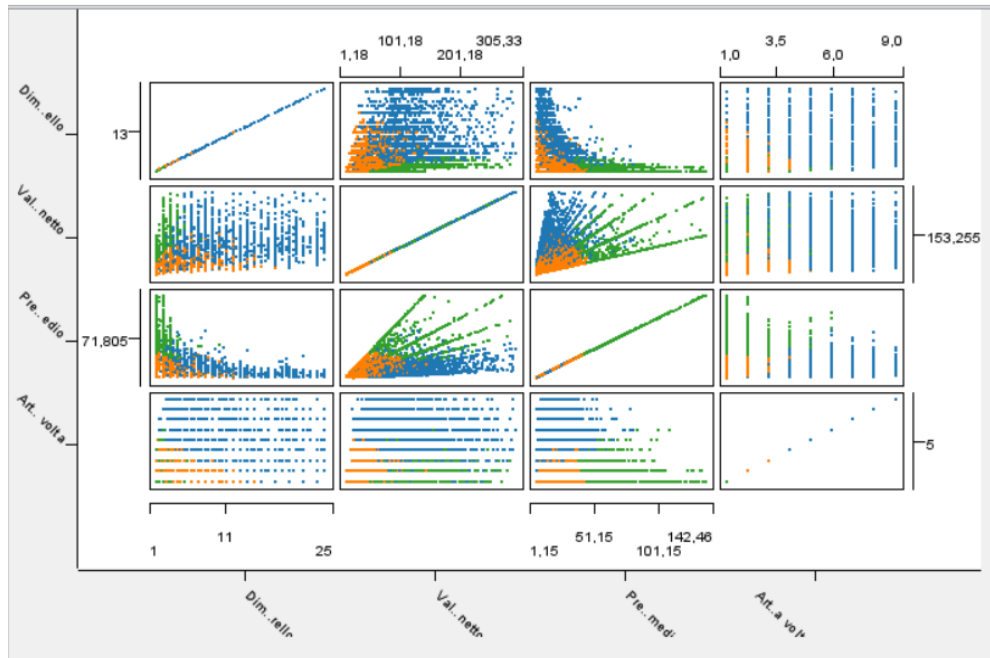 101,18 305,33 3,5 9,0
1,18 201,18 1,0 6,0
Dim..ello
13
Val..netto
153,255
Pre..edio
71,805
Art.. volta
5
11 51,15 142,46
1 25 1,15 101,15
Dim..rello Val..netto Pre..medi Art..a volt